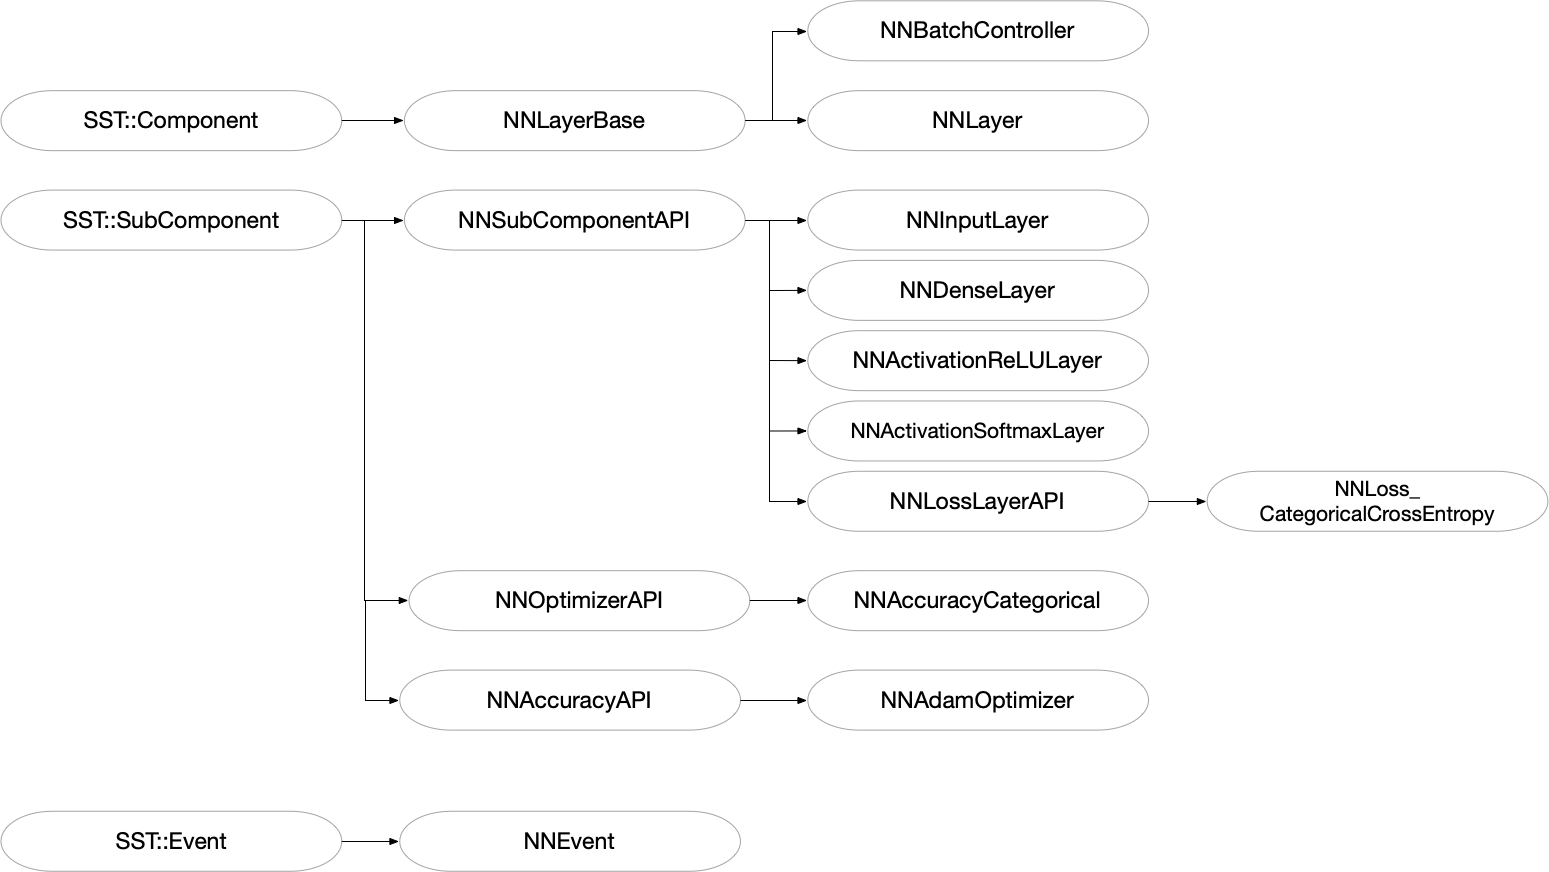 NNBatchController
SST::Component
NNLayerBase
NNLayer
SST::SubComponent
NNSubComponentAPI
NNInputLayer
NNDenseLayer
NNActivationReLULayer
NNActivationSoftmaxLayer
NNLossLayerAPI
NNLoss_
CategoricalCrossEntropy
NNOptimizerAPI
NNAccuracyCategorical
NNAccuracyAPI
NNAdamOptimizer
SST::Event
NNEvent